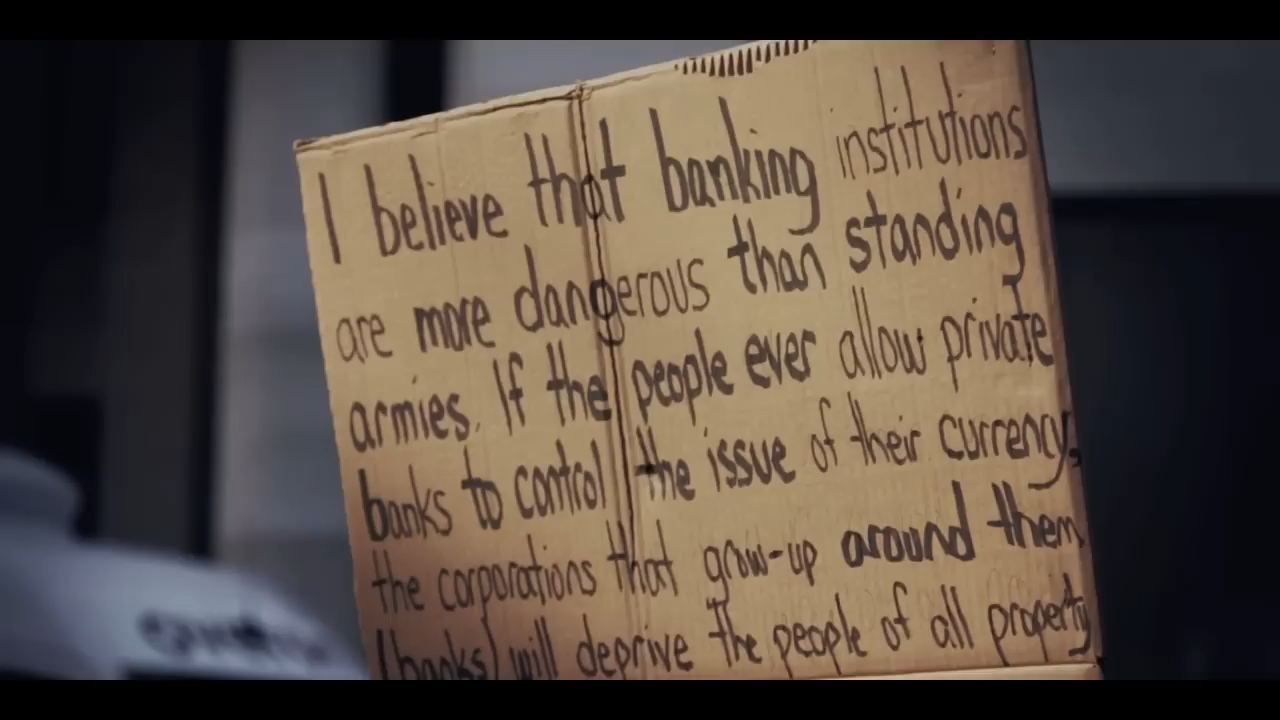 I believe that banking institutions
are more dangerous than standing
armies. If the people ever allow private
banks to control the issue of their currency,
the corporations that grow-up around them
(banks) will deprive the people of all property